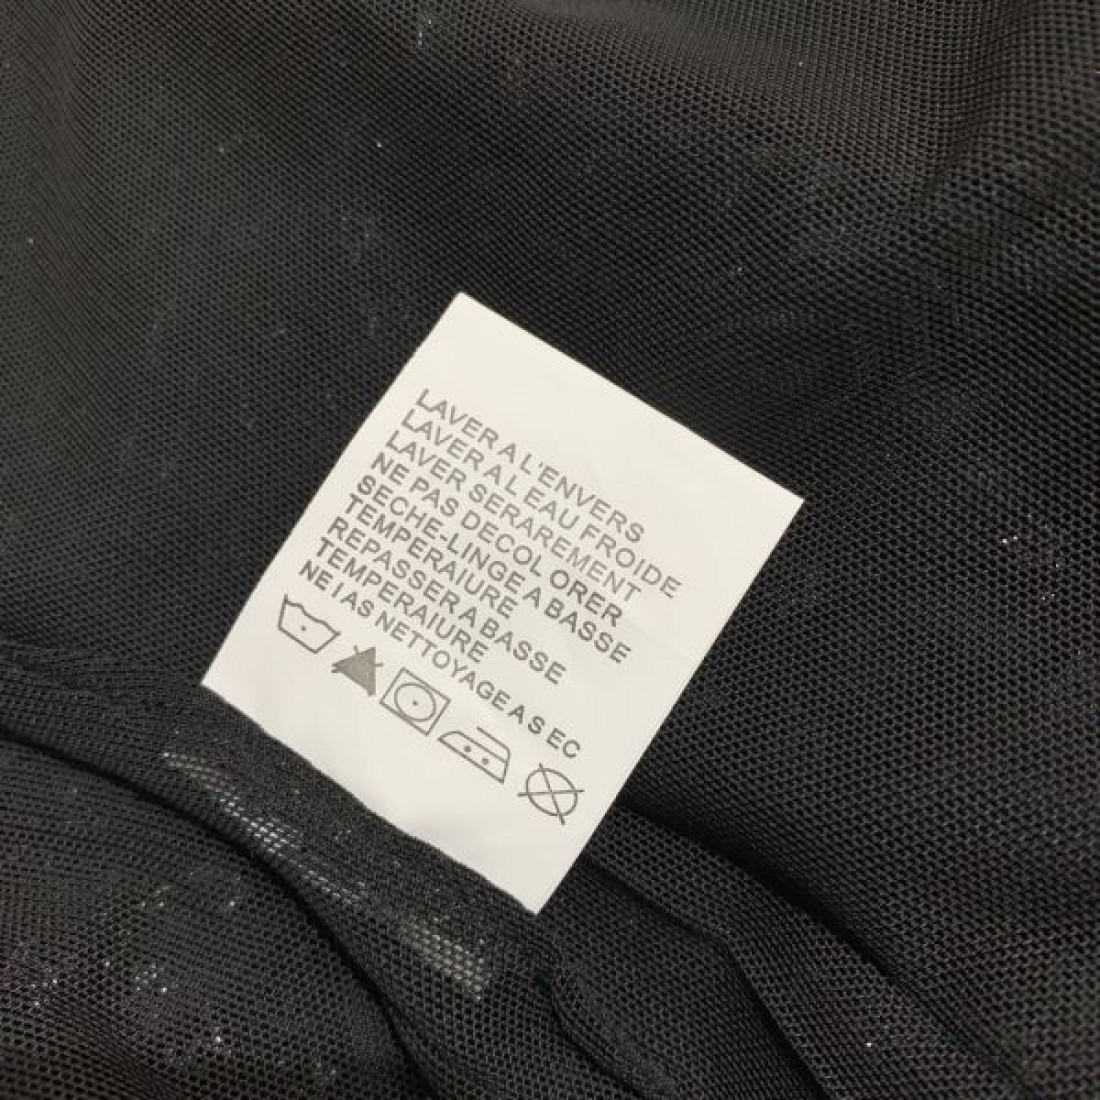 LAVER A L'ENVERS
LAVER A L EAU FROIDE
LAVER SERAREMENT
NE PAS DECOL ORER
SECHE-LINGE A BASSE
TEMPERAIURE
REPASSER A BASSE
TEMPERAIURE
NE IAS NETTOYAGE A S EC